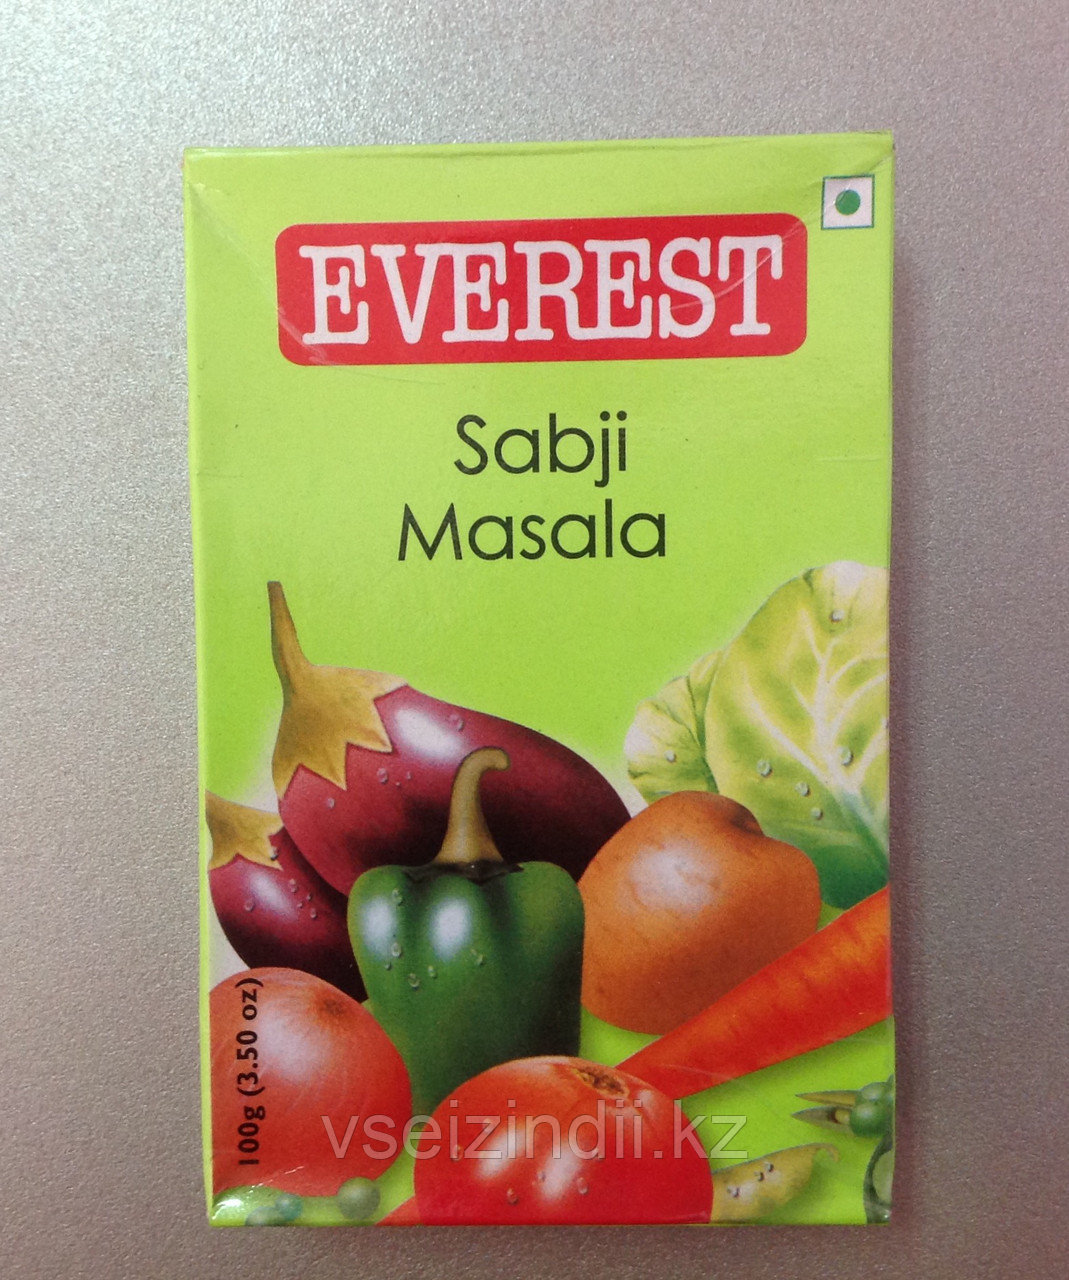 EVEREST
Sabji
Masala
100g (3.50 oz)
vseizindii.kz